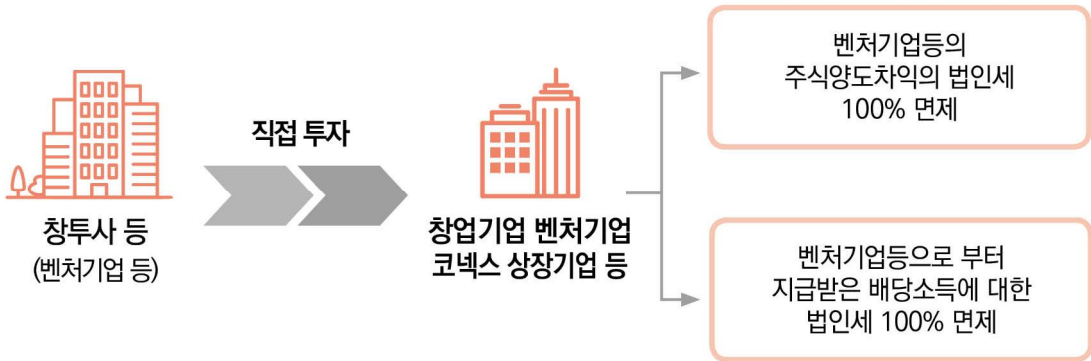 창투사 등
(벤처기업 등)
직접 투자
창업기업 벤처기업
코넥스 상장기업 등
벤처기업등의
주식양도차익의 법인세
100% 면제
벤처기업등으로 부터
지급받은 배당소득에 대한
법인세 100% 면제